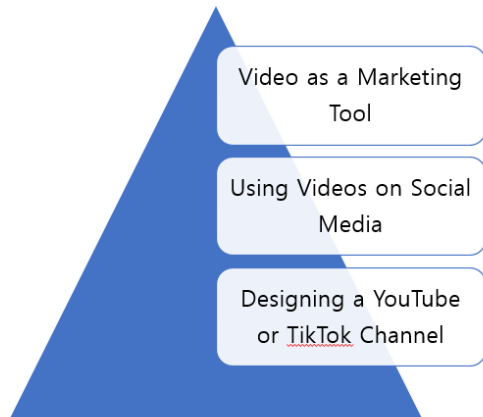 Video as a Marketing
Tool
Using Videos on Social
Media
Designing a YouTube
or TikTok Channel